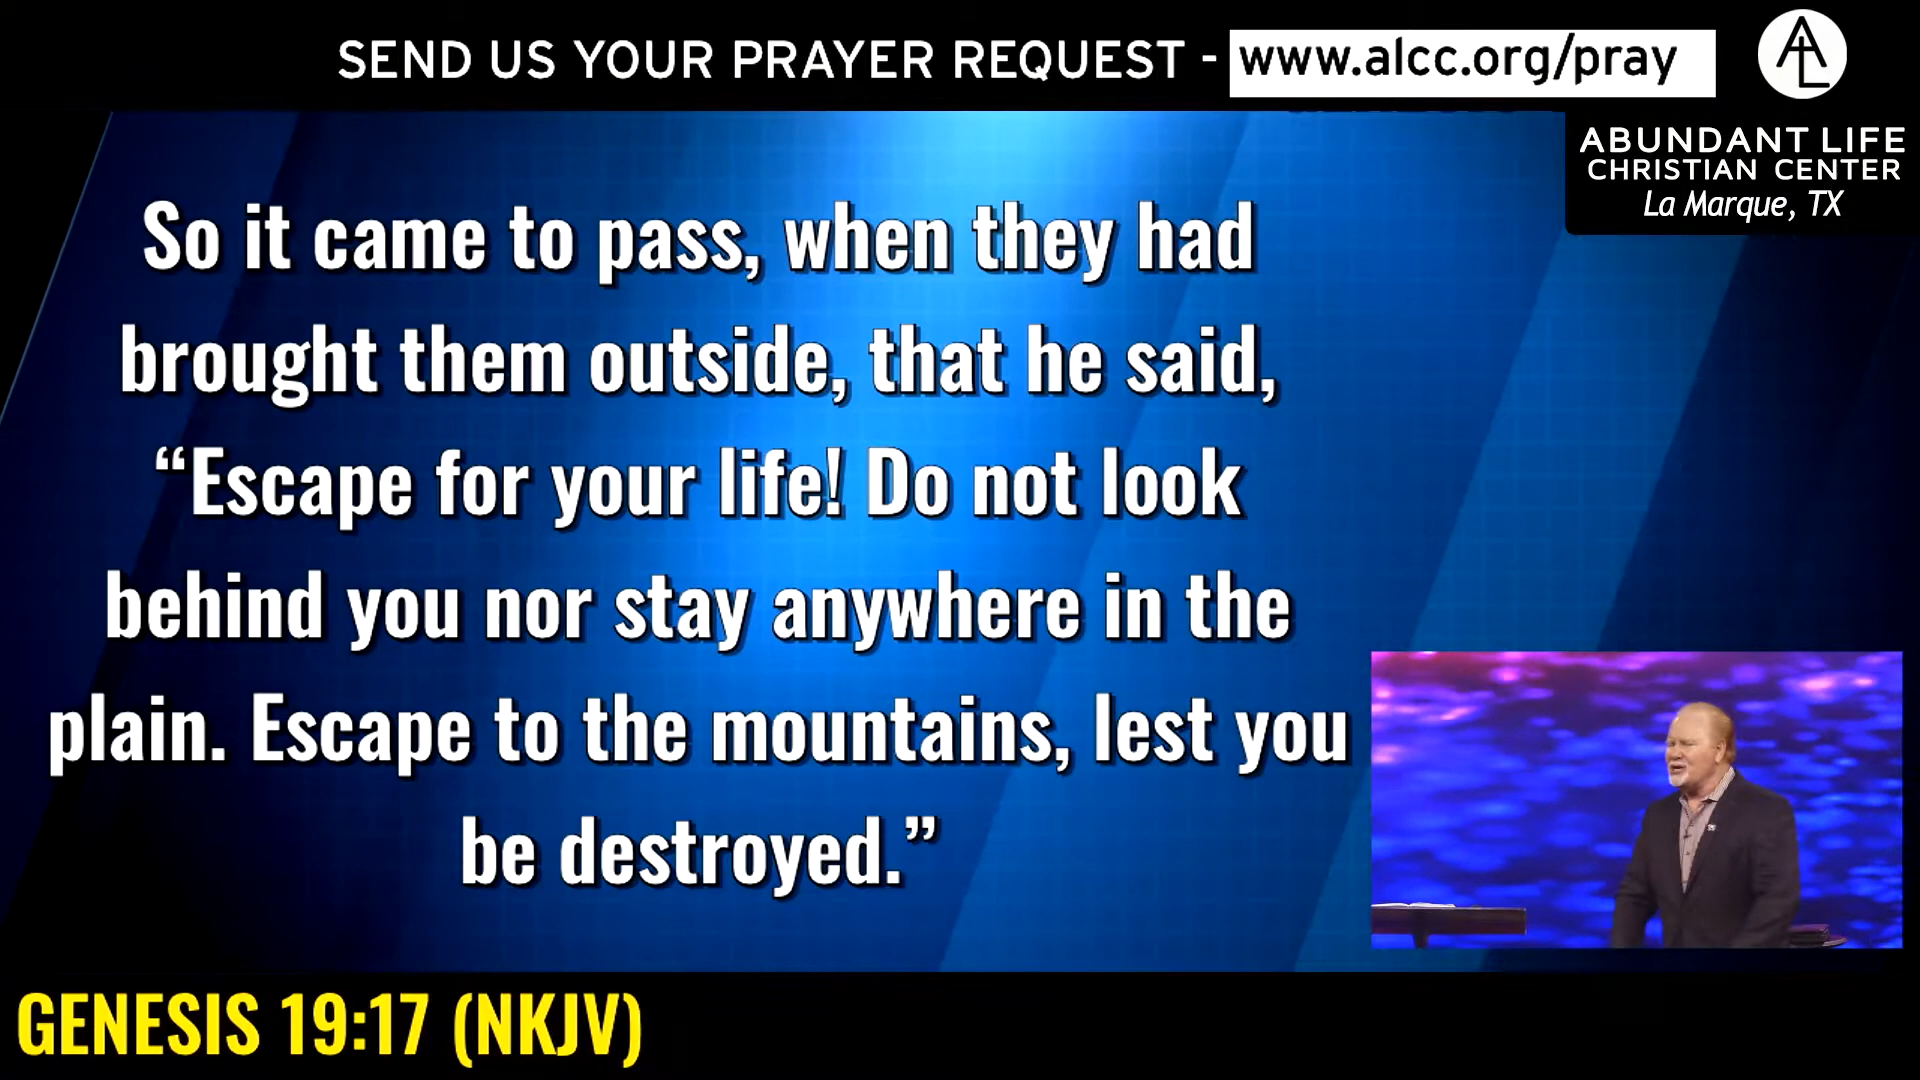 SEND US YOUR PRAYER REQUEST - www.alcc.org/pray
ABUNDANT LIFE
CHRISTIAN CENTER
La Marque, TX
So it came to pass, when they had
brought them outside, that he said,
“Escape for your life! Do not look
behind you nor stay anywhere in the
plain. Escape to the mountains, lest you
be destroyed.”
GENESIS 19:17 (NKJV)